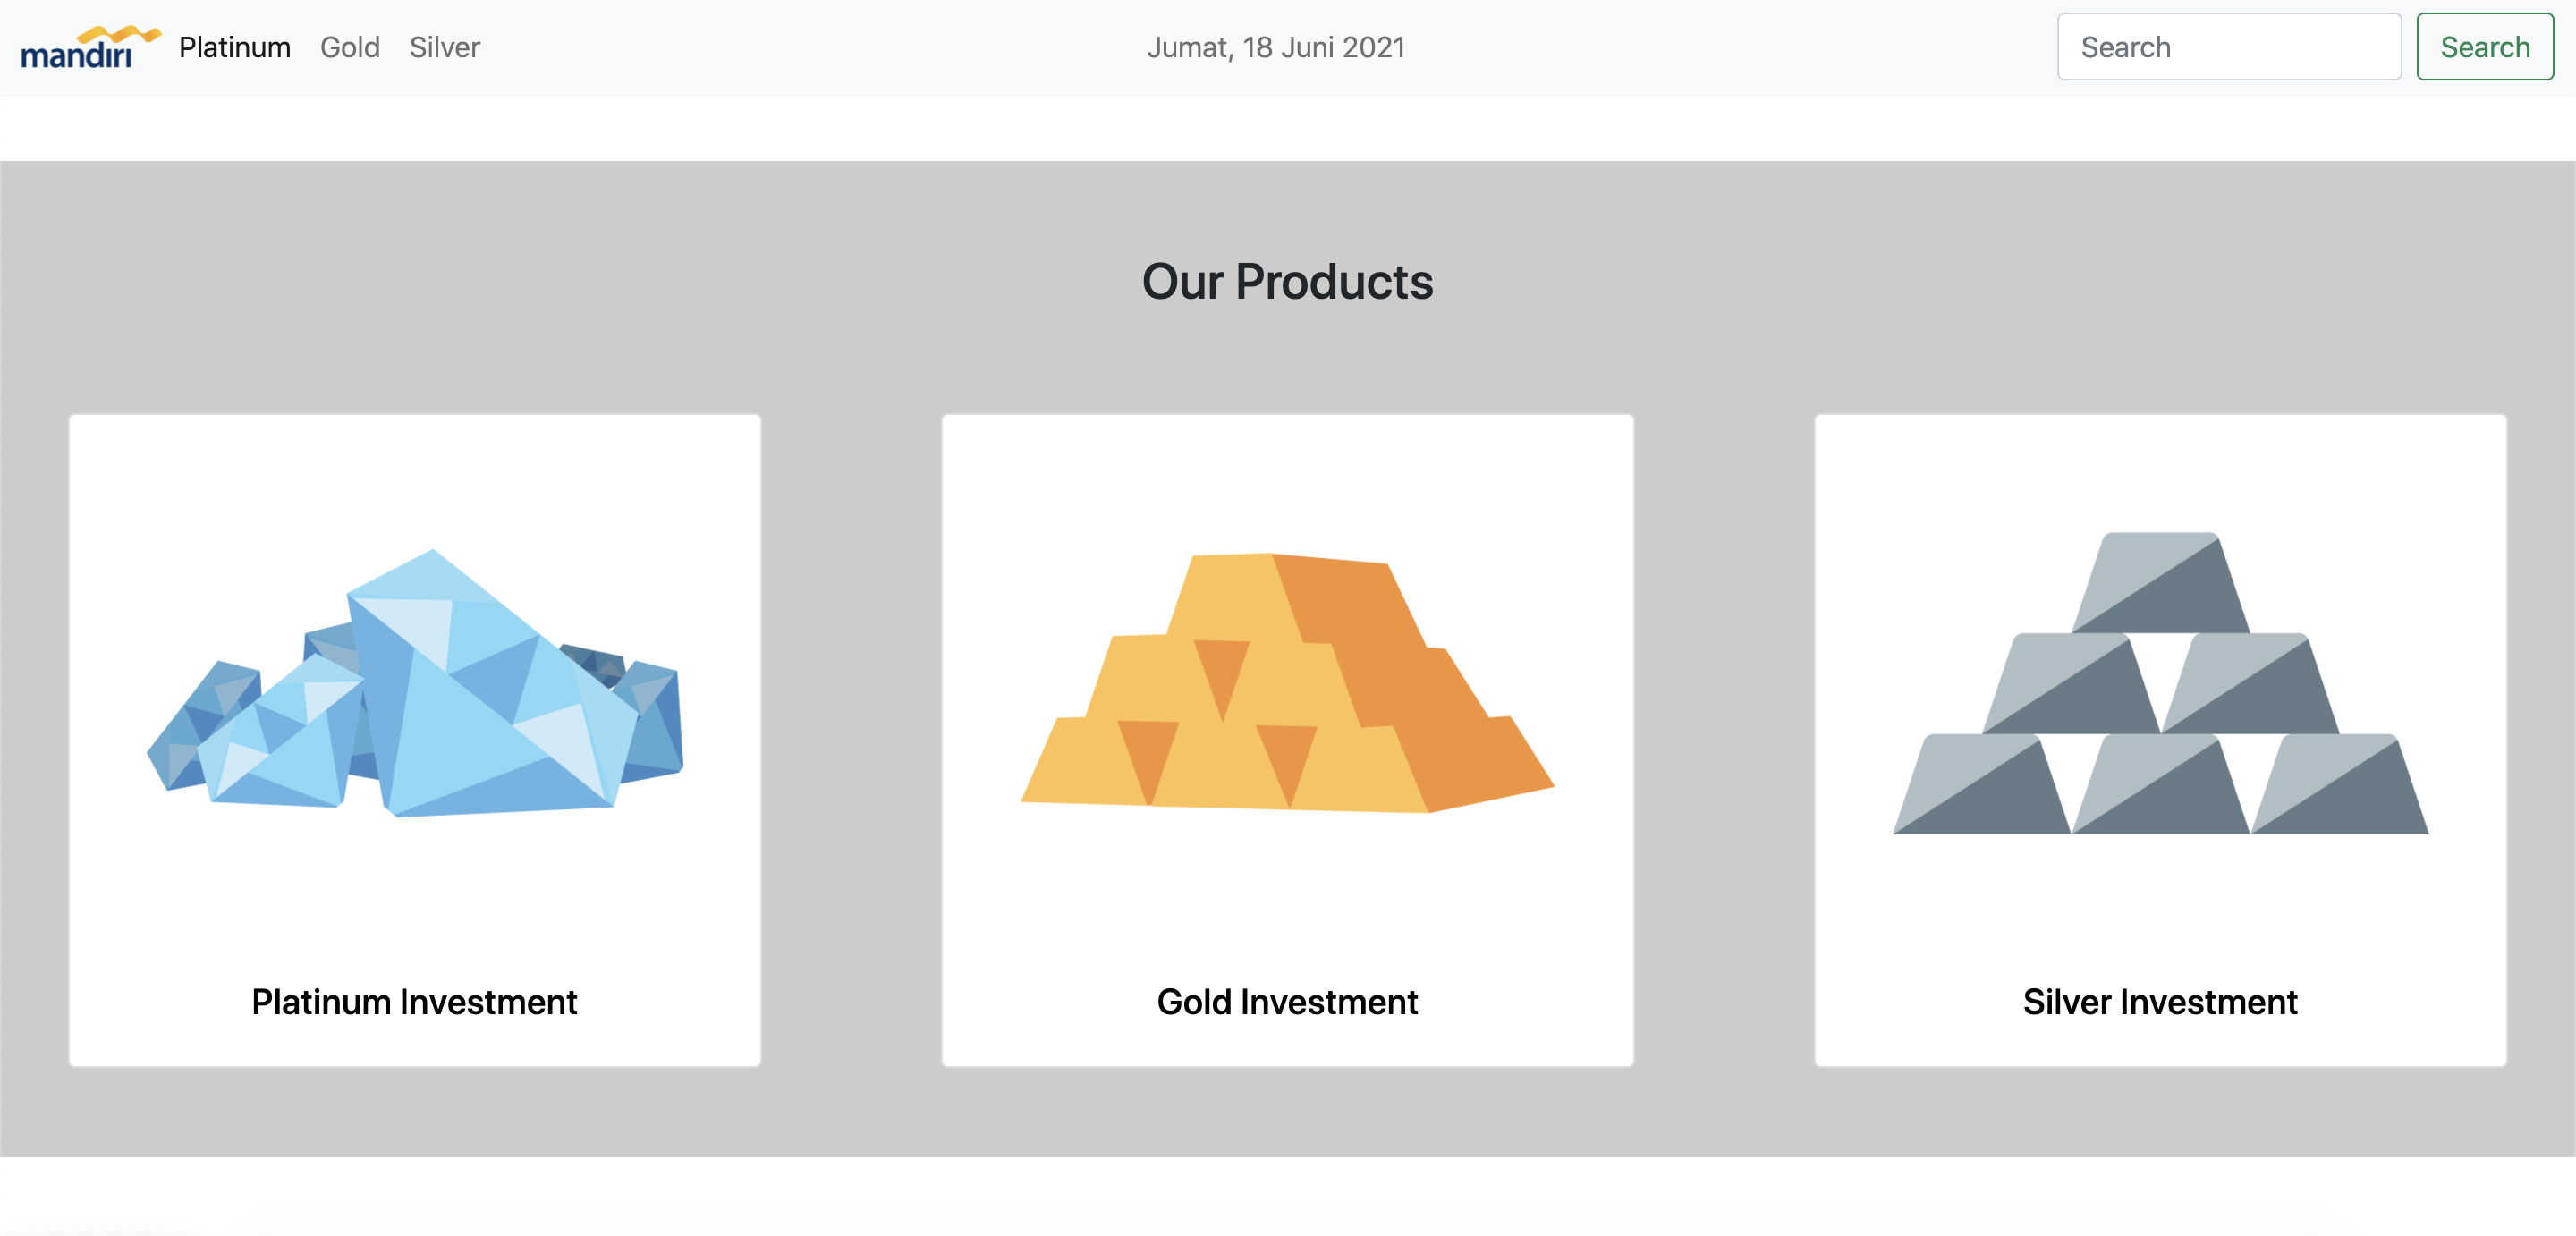 mandiri Platinum Gold Silver Jumat, 18 Juni 2021 Search Search
Our Products
Platinum Investment Gold Investment Silver Investment